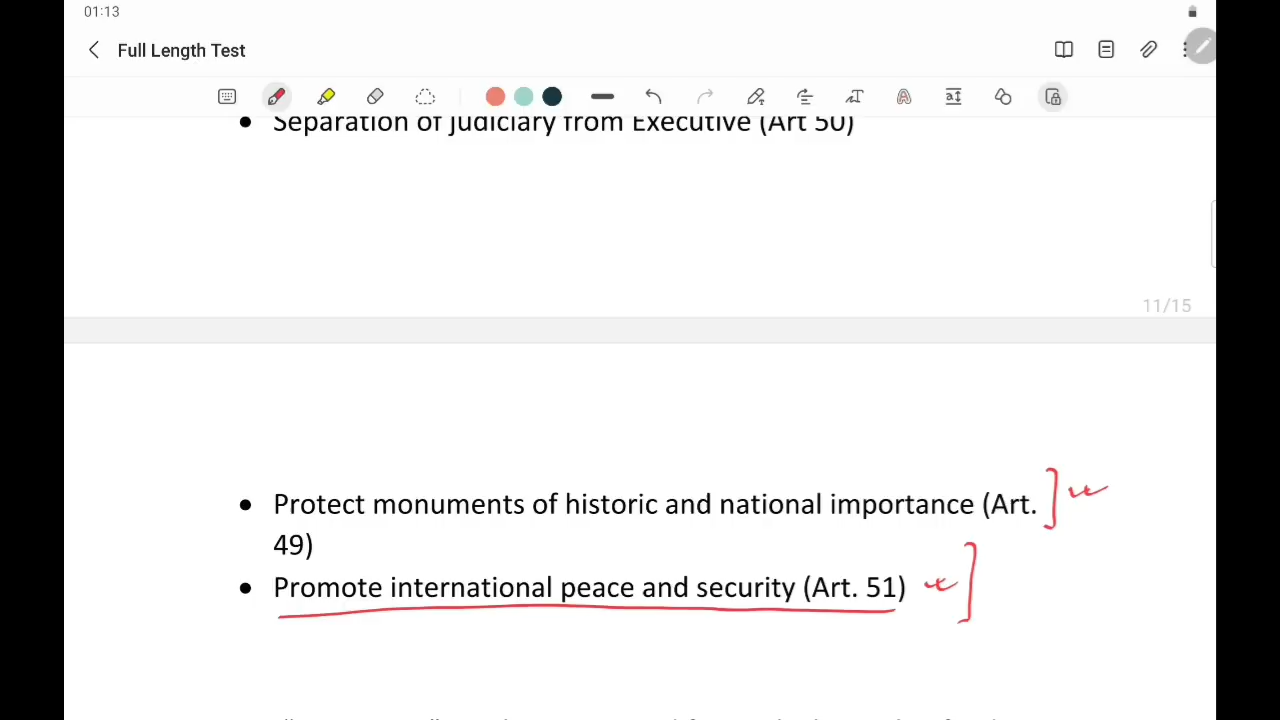 01:13
Full Length Test
• Separation of Judiciary from Executive (Art 50)
11/15
• Protect monuments of historic and national importance (Art.
49)
• Promote international peace and security (Art. 51)